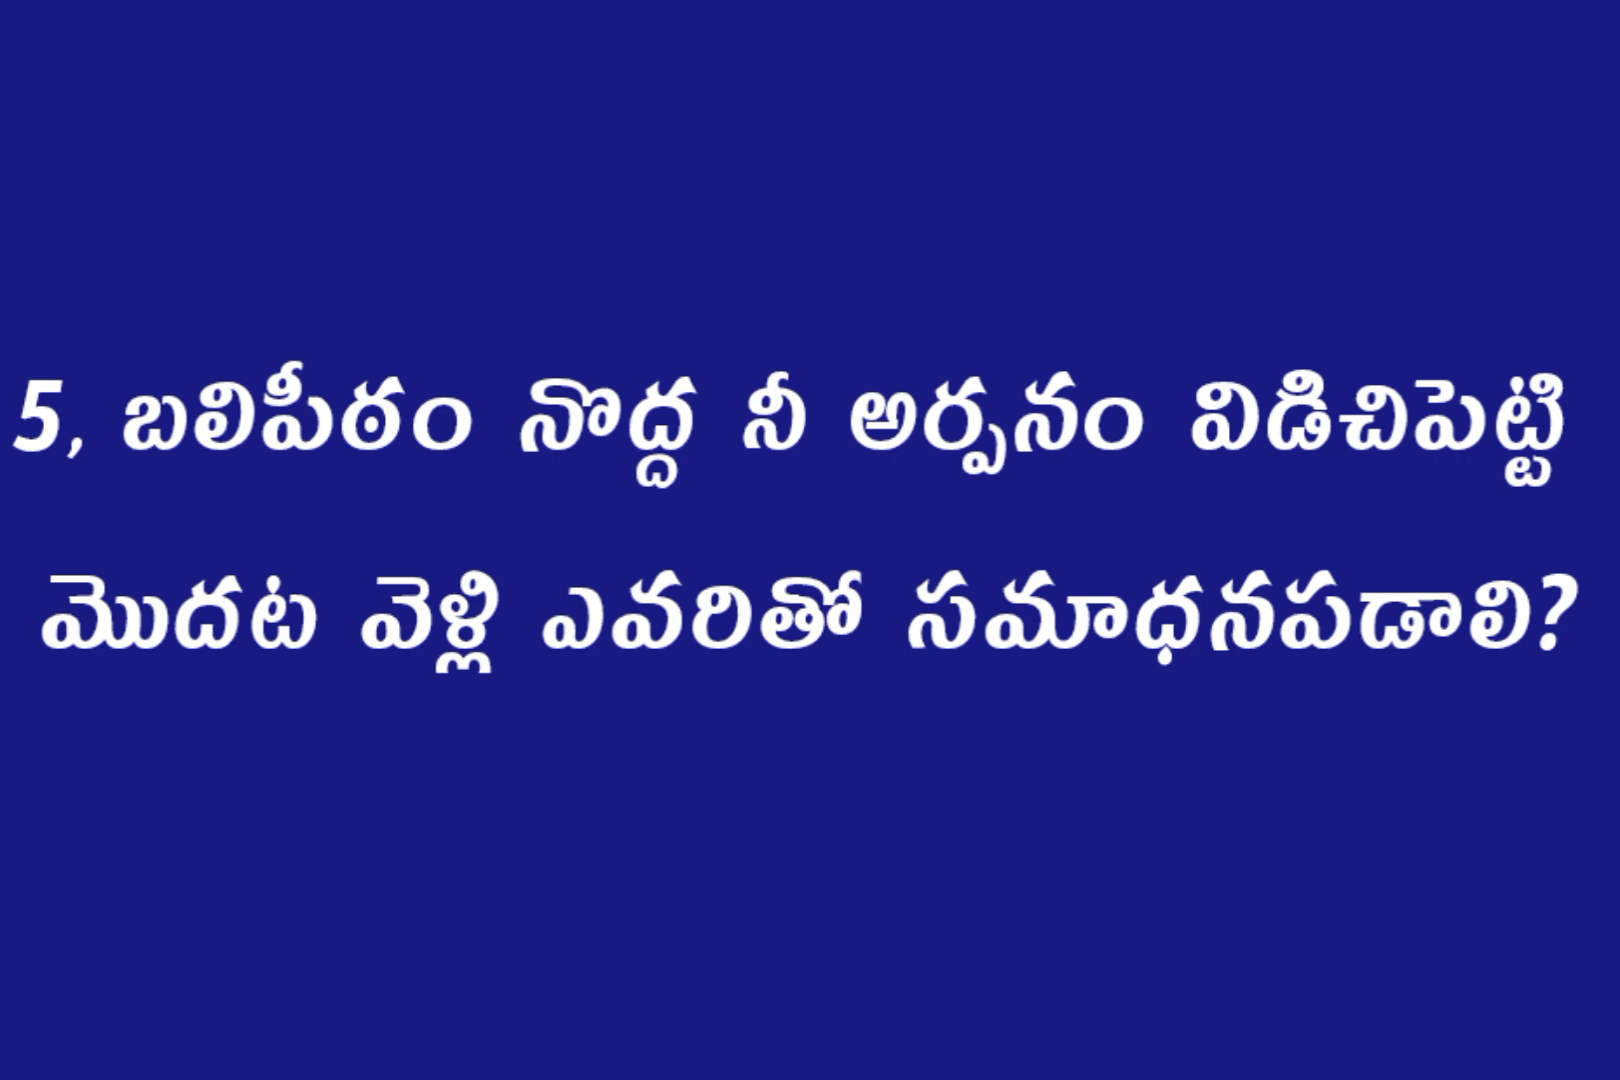 5, బలిపీఠం నొద్ద నీ అర్పనం విడిచిపెట్టి
మొదట వెళ్లి ఎవరితో సమాధనపడాలి?